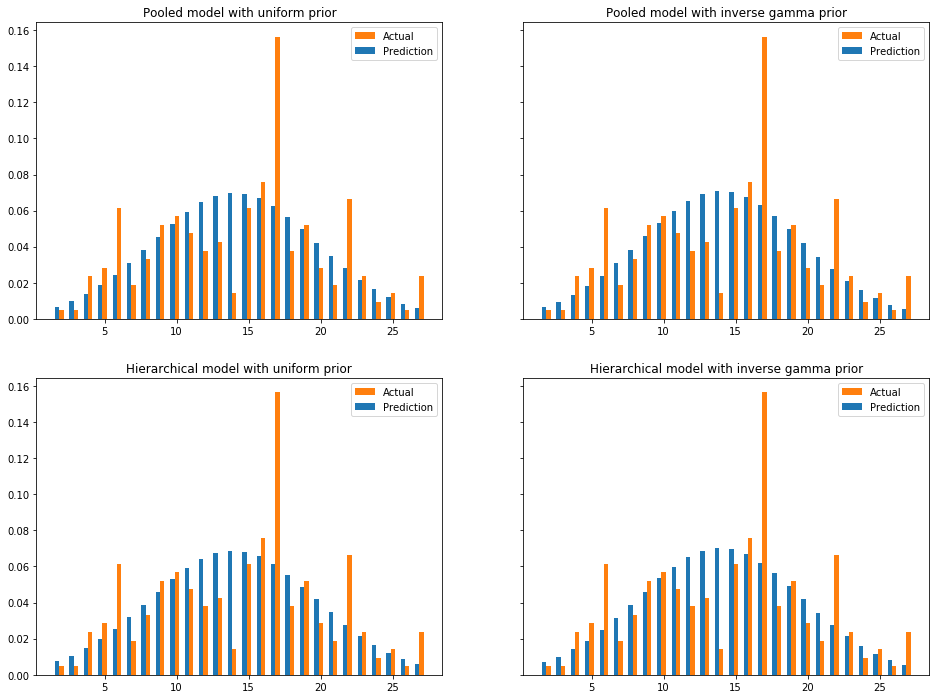 Pooled model with uniform prior
0.16
0.14
0.12
0.10
0.08
0.06
0.04
0.02
0.00
Actual
Prediction
5 10 15 20 25
Pooled model with inverse gamma prior
Actual
Prediction
5 10 15 20 25
Hierarchical model with uniform prior
0.16
0.14
0.12
0.10
0.08
0.06
0.04
0.02
0.00
Actual
Prediction
5 10 15 20 25
Hierarchical model with inverse gamma prior
Actual
Prediction
5 10 15 20 25